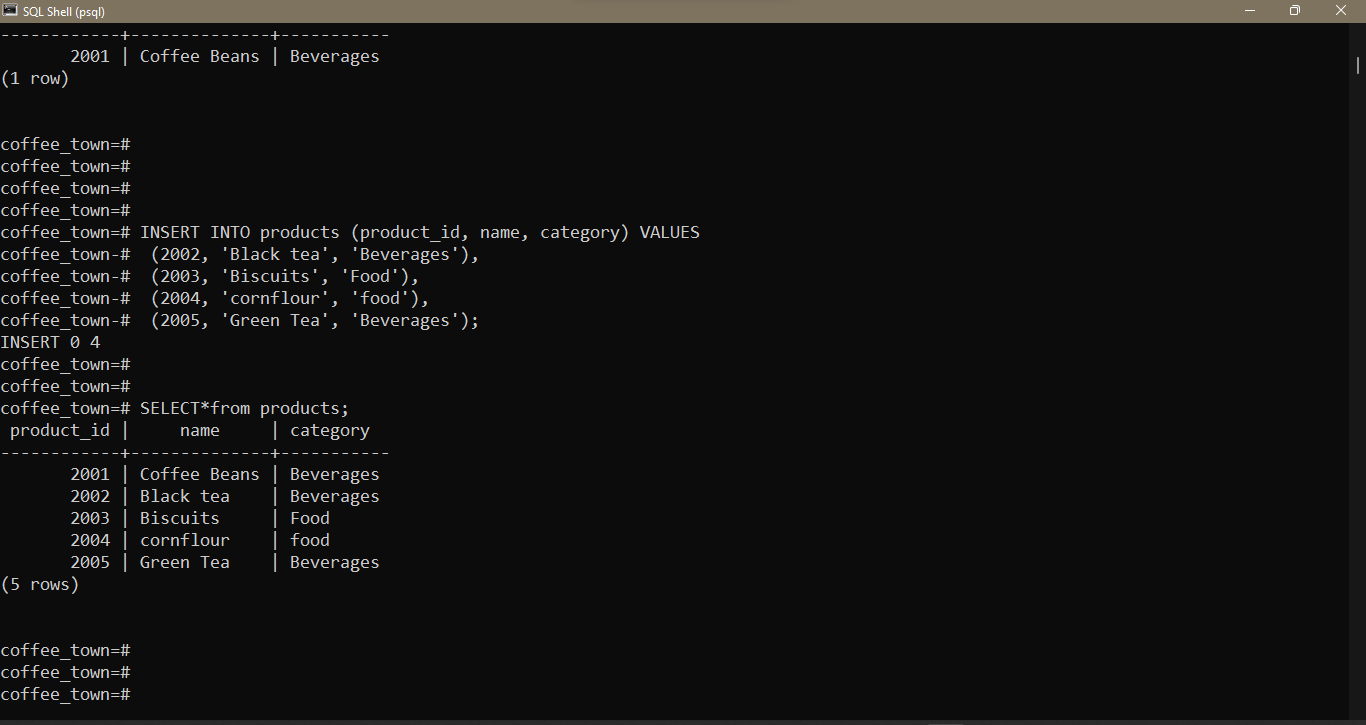 SQL Shell (psql)
------------+--------------+-----------
       2001 | Coffee Beans | Beverages
(1 row)
coffee_town=#
coffee_town=#
coffee_town=#
coffee_town=#
coffee_town=# INSERT INTO products (product_id, name, category) VALUES
coffee_town-#  (2002, 'Black tea', 'Beverages'),
coffee_town-#  (2003, 'Biscuits', 'Food'),
coffee_town-#  (2004, 'cornflour', 'food'),
coffee_town-#  (2005, 'Green Tea', 'Beverages');
INSERT 0 4
coffee_town=#
coffee_town=#
coffee_town=# SELECT*from products;
 product_id |     name     | category
------------+--------------+-----------
       2001 | Coffee Beans | Beverages
       2002 | Black tea    | Beverages
       2003 | Biscuits     | Food
       2004 | cornflour    | food
       2005 | Green Tea    | Beverages
(5 rows)
coffee_town=#
coffee_town=#
coffee_town=#